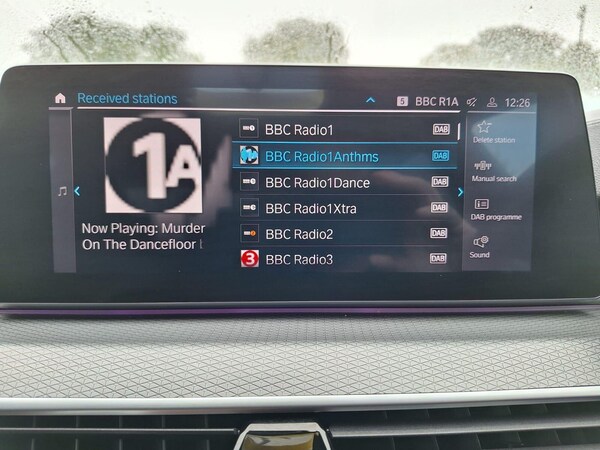 Received stations
5 BBC R1A 12:26
1A
Now Playing: Murder
On The Dancefloor
BBC Radio1 DAB
BBC Radio1Anthms DAB
BBC Radio1Dance DAB
BBC Radio1Xtra DAB
BBC Radio2 DAB
3 BBC Radio3 DAB
Delete station
Manual search
DAB programme
Sound